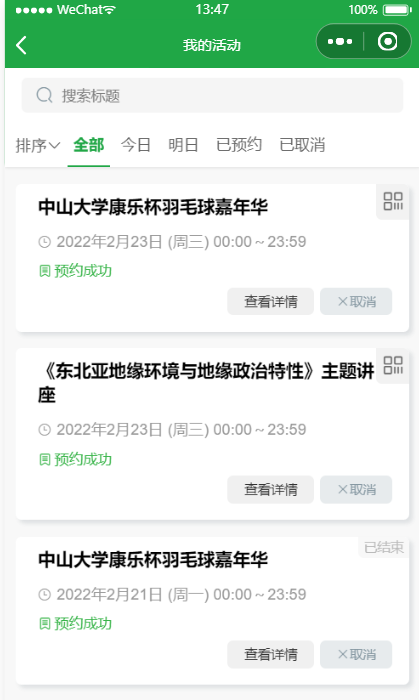 WeChat 13:47 100%
我的活动
搜索标题
排序 全部 今日 明日 已预约 已取消
中山大学康乐杯羽毛球嘉年华
2022年2月23日 (周三) 00:00~23:59
预约成功
查看详情 ×取消
《东北亚地缘环境与地缘政治特性》主题讲
座
2022年2月23日 (周三) 00:00~23:59
预约成功
查看详情 ×取消
已结束
中山大学康乐杯羽毛球嘉年华
2022年2月21日 (周一) 00:00~23:59
预约成功
查看详情 ×取消